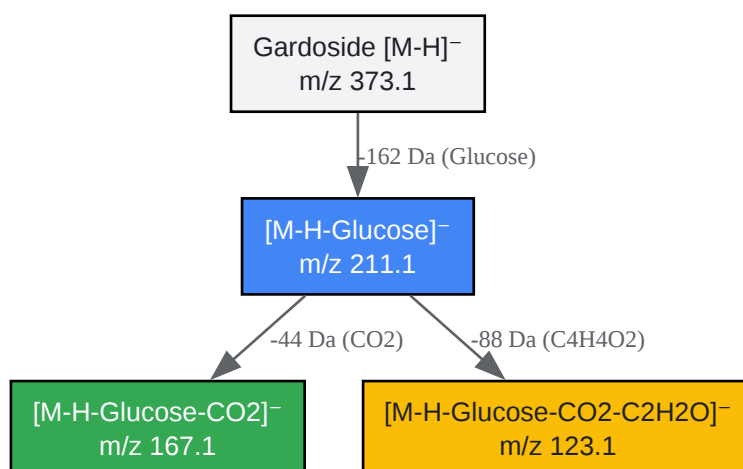 Gardoside [M-H]⁻
m/z 373.1
-162 Da (Glucose)
[M-H-Glucose]⁻
m/z 211.1
-44 Da (CO2)
-88 Da (C4H4O2)
[M-H-Glucose-CO2]⁻
m/z 167.1
[M-H-Glucose-CO2-C2H2O]⁻
m/z 123.1